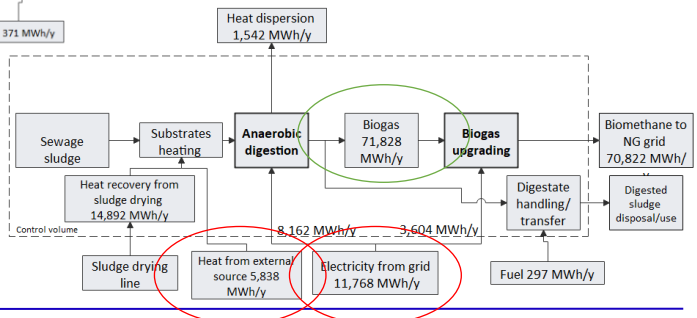 371 MWh/y
Heat dispersion
1,542 MWh/y
Sewage
sludge
Substrates
heating
Anaerobic
digestion
Biogas
71,828
MWh/y
Biogas
upgrading
Biomethane to
NG grid
70,822 MWh/
y
Heat recovery from
sludge drying
14,892 MWh/y
Digestate
handling/
transfer
Digested
sludge
disposal/use
Control volume
8,162 MWh/y
3,604 MWh/y
Sludge drying
line
Heat from external
source 5,838
MWh/y
Electricity from grid
11,768 MWh/y
Fuel 297 MWh/y